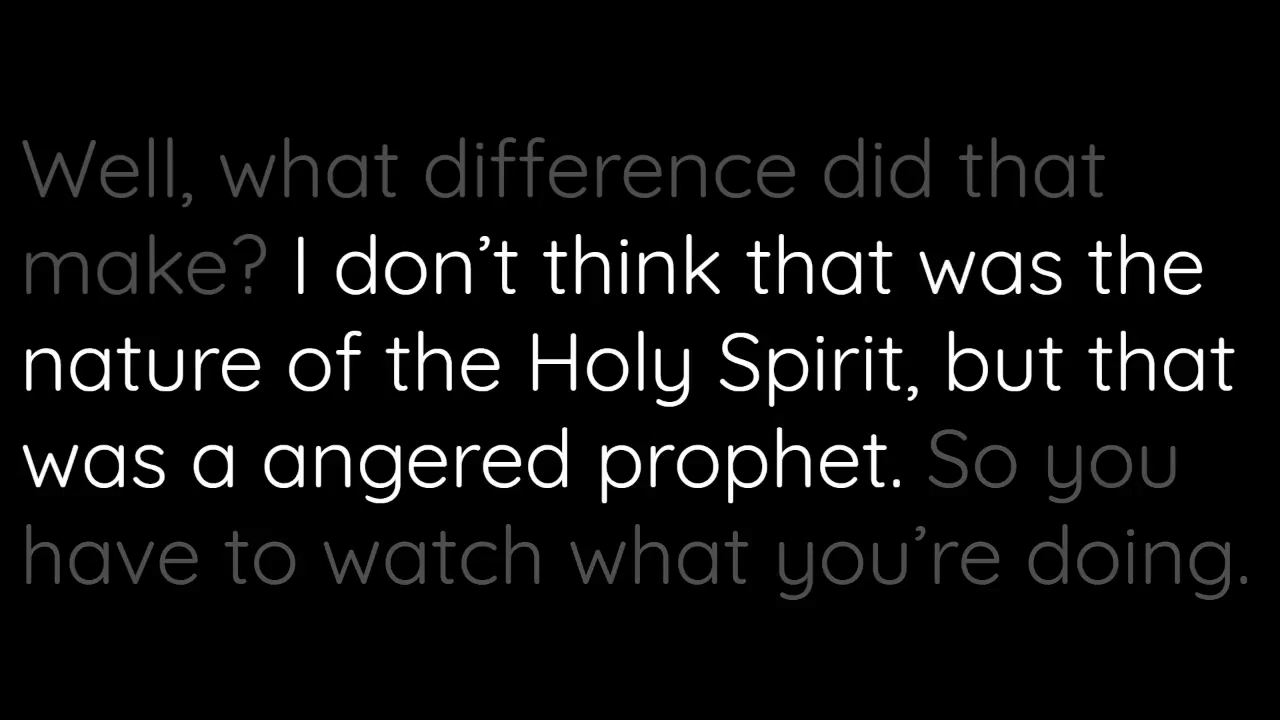 Well, what difference did that
make? I don’t think that was the
nature of the Holy Spirit, but that
was a angered prophet. So you
have to watch what you’re doing.